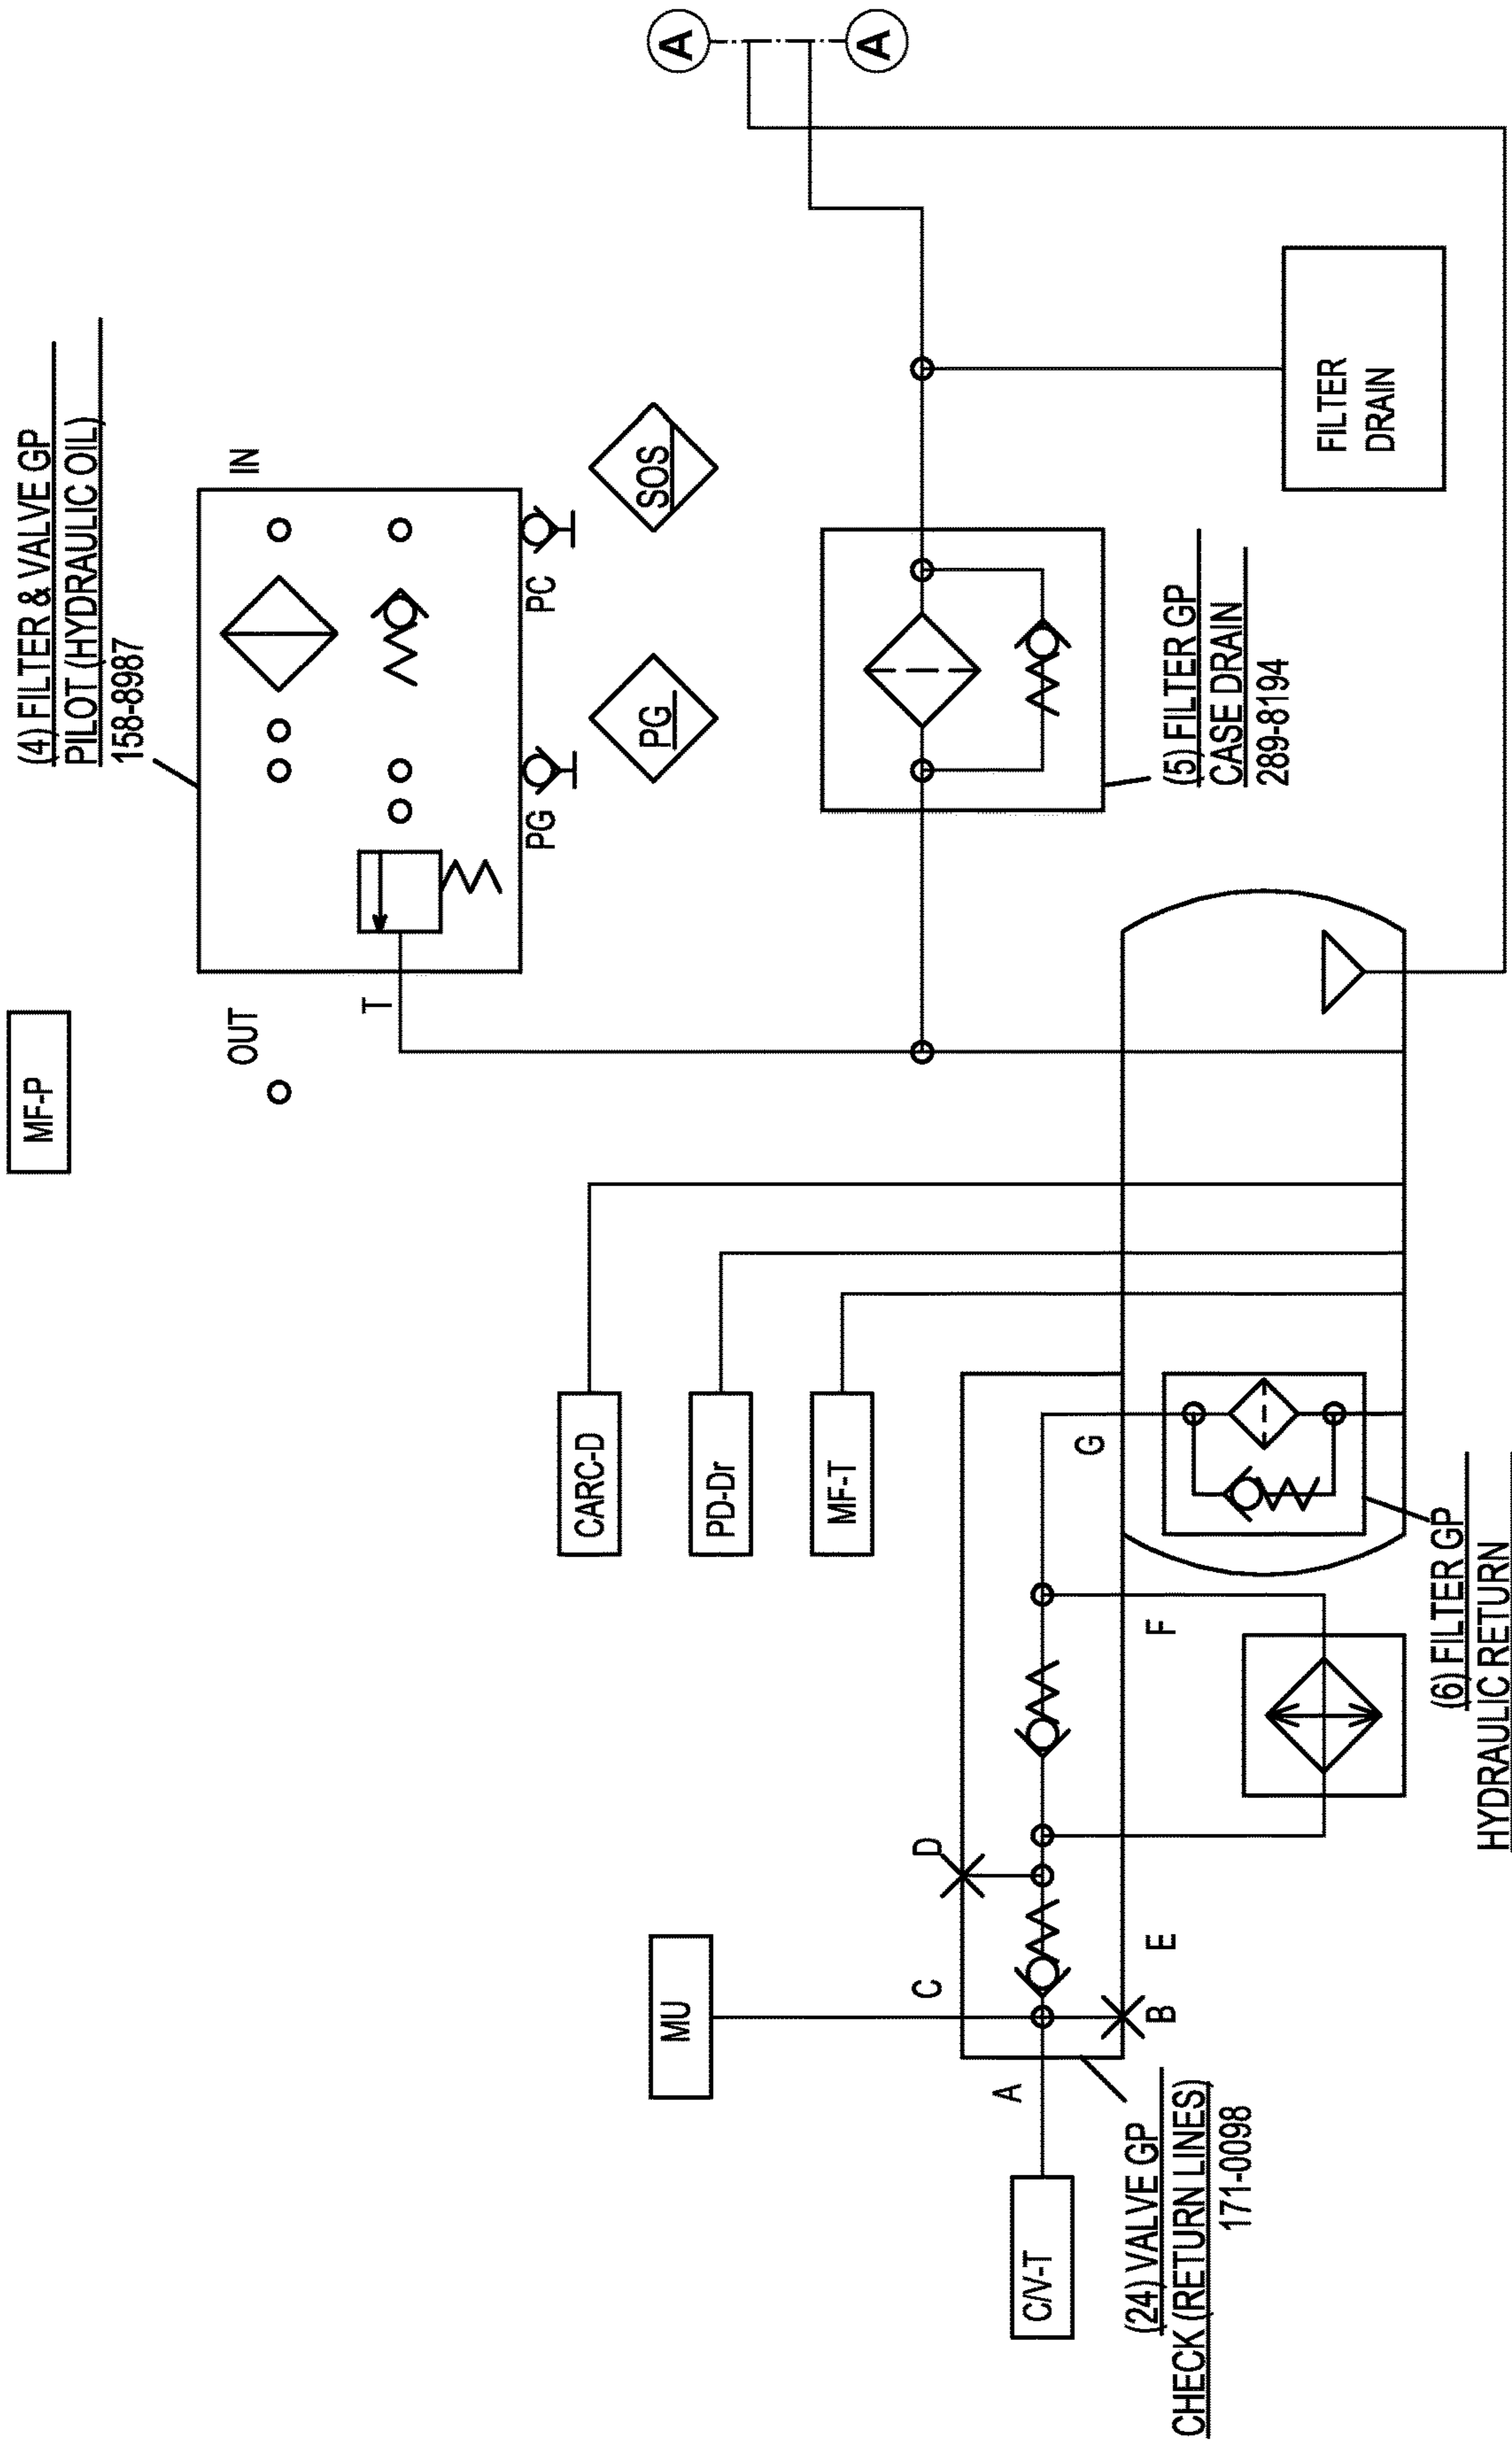 MF-P
OUT
T
(4) FILTER & VALVE GP
PILOT (HYDRAULIC OIL)
158-8987
IN
PG
PC
PG
SOS
A
A
CARC-D
PD-Dr
MF-T
MU
C/V-T
A
C
D
B
E
F
G
(5) FILTER GP
CASE DRAIN
289-8194
FILTER
DRAIN
(24) VALVE GP
CHECK (RETURN LINES)
171-0098
(6) FILTER GP
HYDRAULIC RETURN